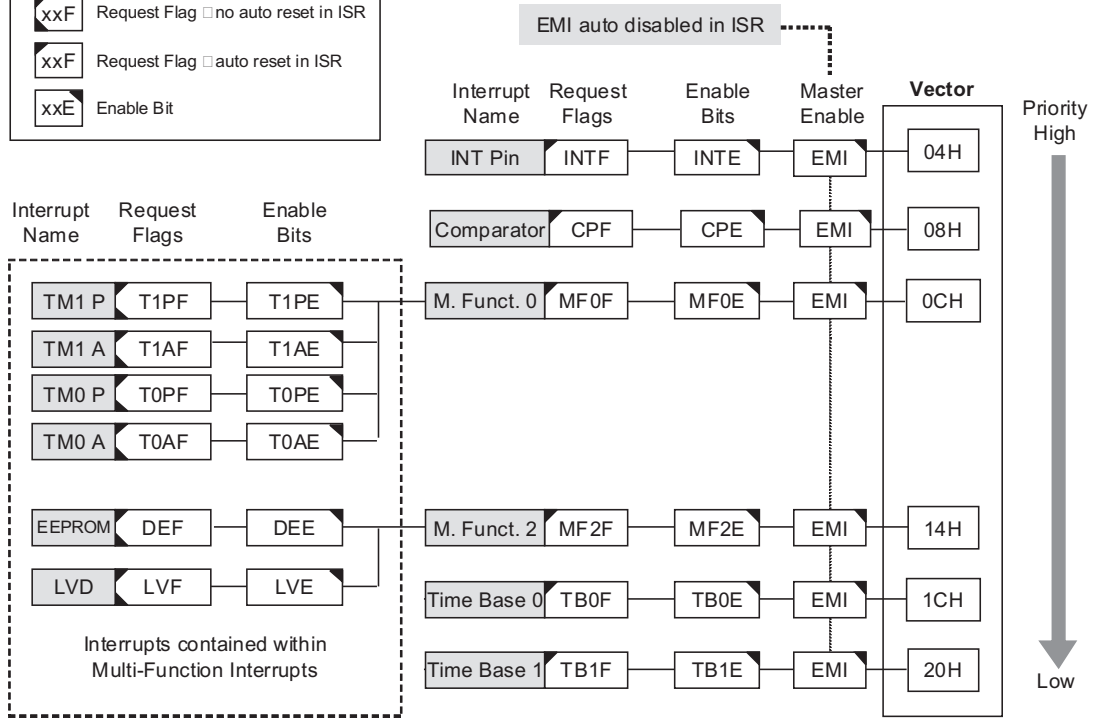 xxF Request Flag □ no auto reset in ISR
xxF Request Flag □ auto reset in ISR
xxE Enable Bit
EMI auto disabled in ISR
Interrupt Name Request Flags Enable Bits Master Enable Vector Priority High
INT Pin INTF INTE EMI 04H
Comparator CPF CPE EMI 08H
Interrupt Name Request Flags Enable Bits
TM1 P T1PF T1PE M. Funct. 0 MF0F MF0E EMI 0CH
TM1 A T1AF T1AE
TM0 P T0PF T0PE
TM0 A T0AF T0AE
EEPROM DEF DEE M. Funct. 2 MF2F MF2E EMI 14H
LVD LVF LVE Time Base 0 TB0F TB0E EMI 1CH
Interrupts contained within
Multi-Function Interrupts
Time Base 1 TB1F TB1E EMI 20H
Low